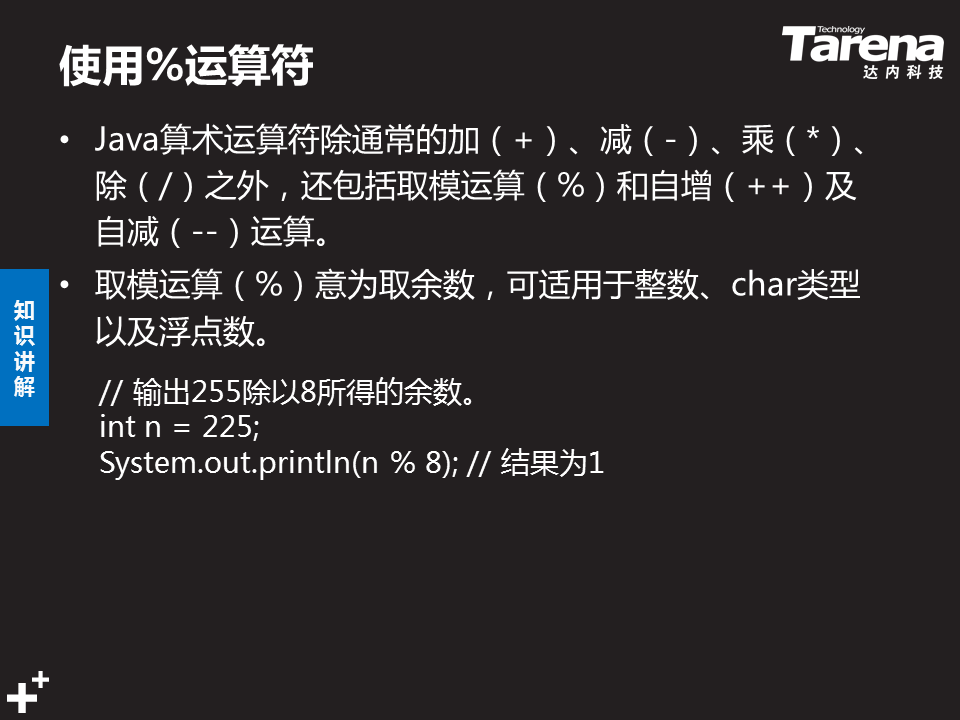 使用%运算符
Technology
Tarena
达内科技
• Java算术运算符除通常的加（+）、减（-）、乘（*）、
除（/）之外，还包括取模运算（%）和自增（++）及
自减（--）运算。
• 取模运算（%）意为取余数，可适用于整数、char类型
以及浮点数。
知
识
讲
解
// 输出255除以8所得的余数。
int n = 225;
System.out.println(n % 8); // 结果为1